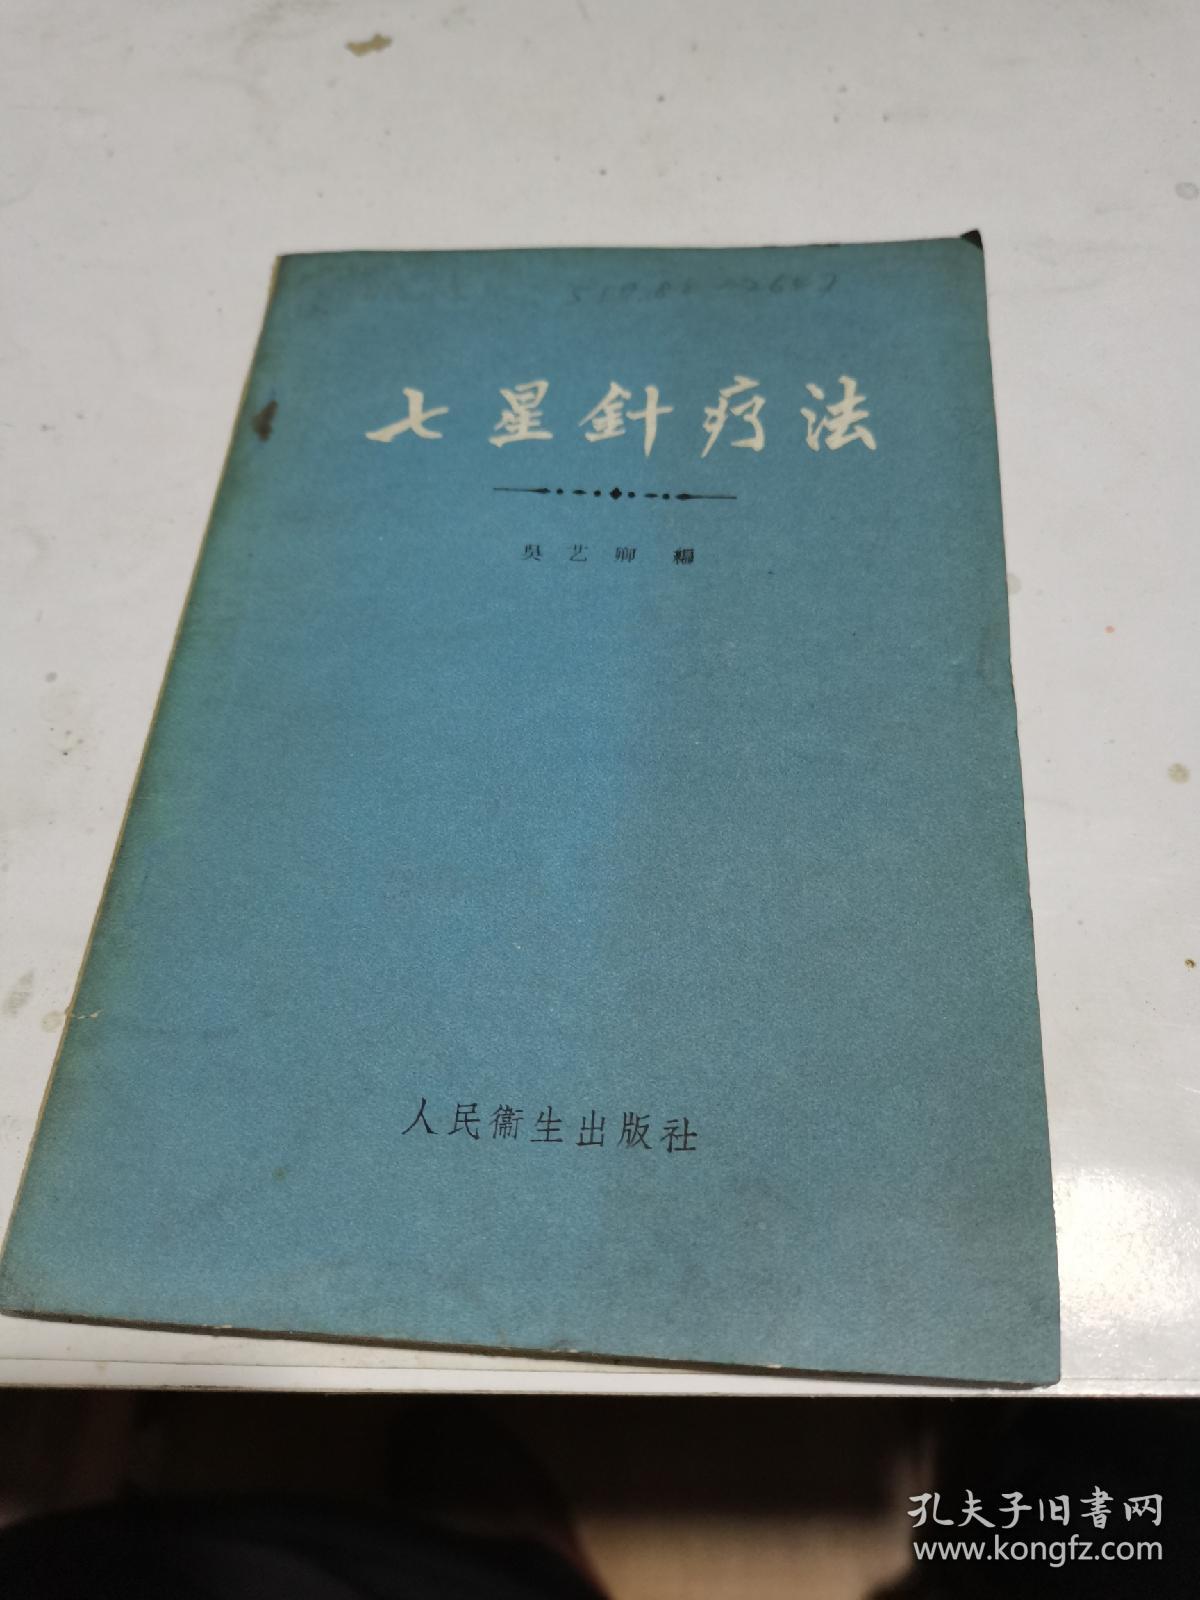 七星針疗法
吳艺卿 編
人民衞生出版社
孔夫子旧書网
www.kongfz.com